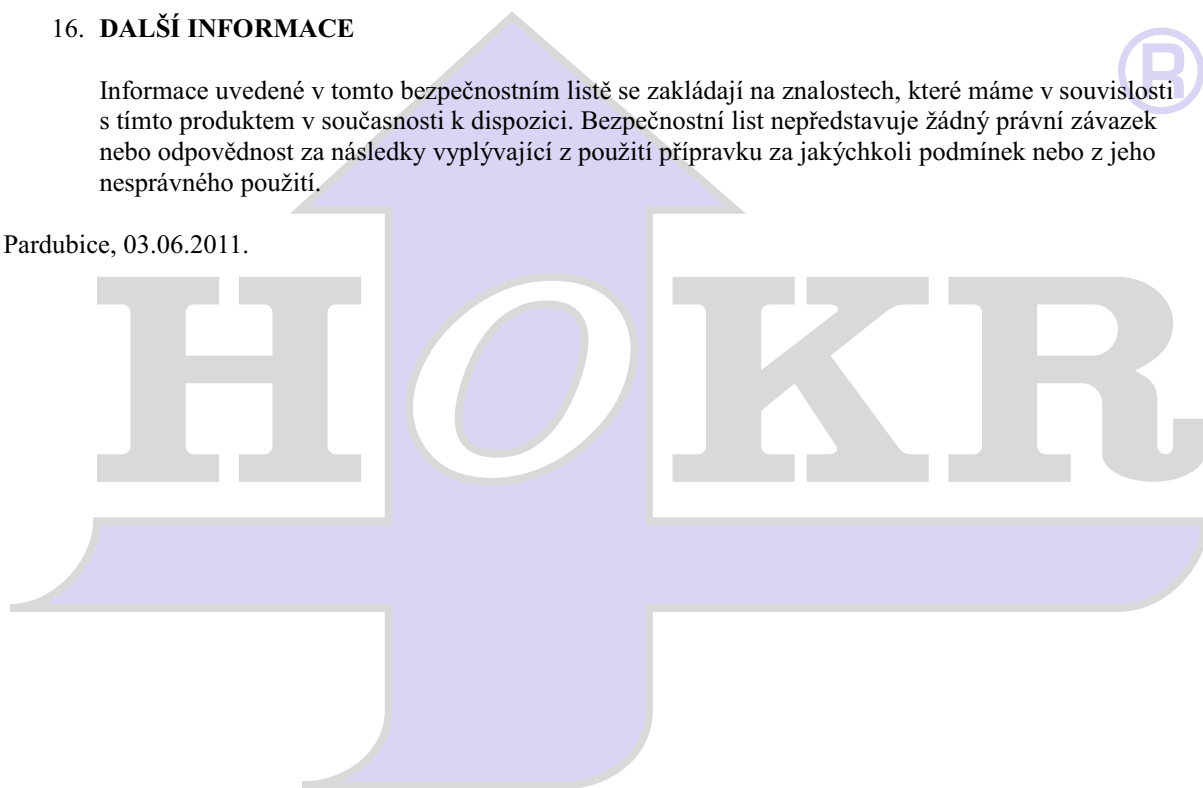 16. DALŠÍ INFORMACE
®
Informace uvedené v tomto bezpečnostním listě se zakládají na znalostech, které máme v souvislosti
s tímto produktem v současnosti k dispozici. Bezpečnostní list nepředstavuje žádný právní závazek
nebo odpovědnost za následky vyplývající z použití přípravku za jakýchkoli podmínek nebo z jeho
nesprávného použití.
Pardubice, 03.06.2011.
HOKR